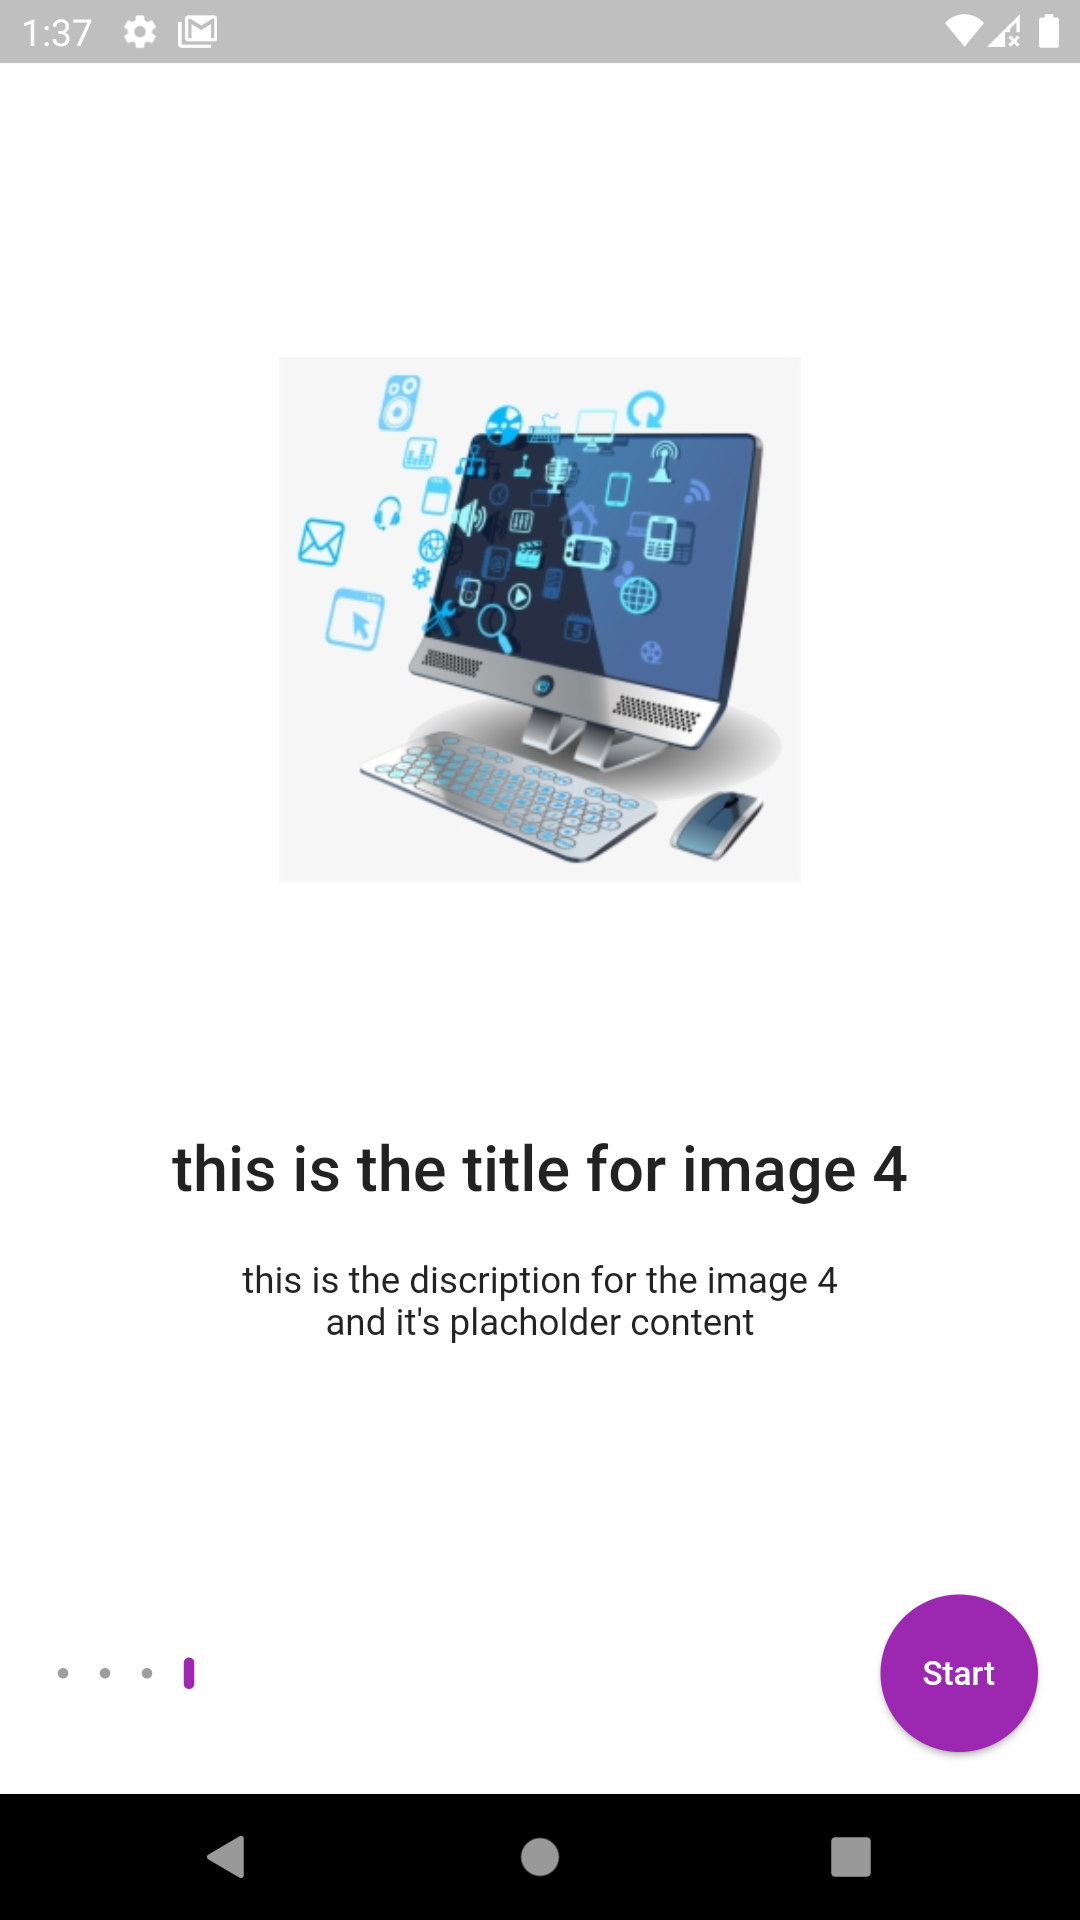 1:37
this is the title for image 4
this is the discription for the image 4
and it's placholder content
Start